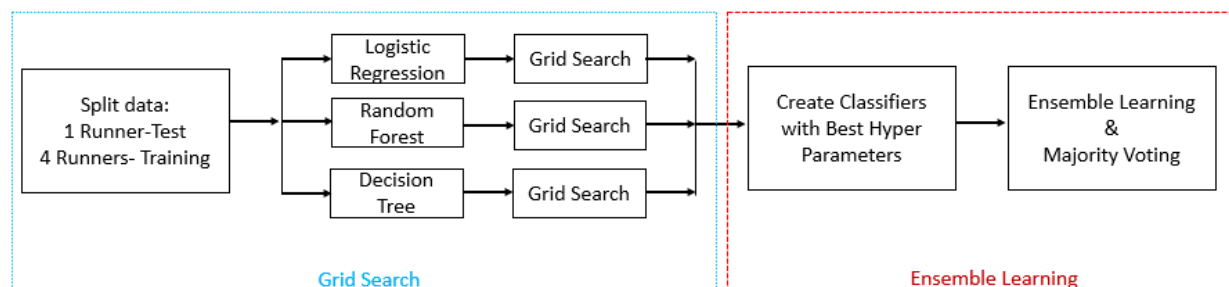 Split data:
1 Runner-Test
4 Runners- Training
Logistic
Regression
Grid Search
Random
Forest
Grid Search
Decision
Tree
Grid Search
Grid Search
Create Classifiers
with Best Hyper
Parameters
Ensemble Learning
&
Majority Voting
Ensemble Learning